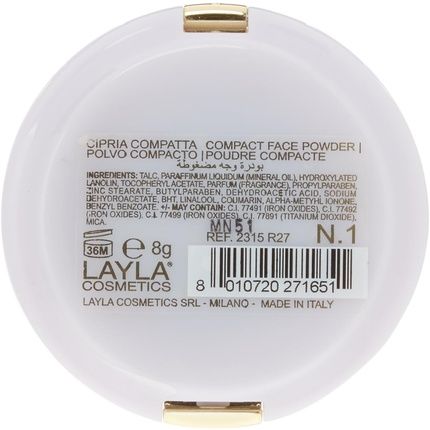 CIPRIA COMPATTA COMPACT FACE POWDER |
بودرة وجه مضغوطة
POLVO COMPACTO | POUDRE COMPACTE
INGREDIENTS: TALC, PARAFFINUM LIQUIDUM (MINERAL OIL), HYDROXYLATED
LANOLIN, TOCOPHERYL ACETATE, PARFUM (FRAGRANCE), PROPYLPARABEN,
ZINC STEARATE, BUTYLPARABEN, DEHYDROACETIC ACID, SODIUM
DEHYDROACETATE, BHT, LINALOOL, COUMARIN, ALPHA-METHYL IONONE,
BENZYL BENZOATE. +/- MAY CONTAIN: C.I. 77491 (IRON OXIDES), C.I. 77492
(IRON OXIDES), C.I. 77499 (IRON OXIDES), C.I. 77891 (TITANIUM DIOXIDE),
MICA.
MN51
36M e 8g REF. 2315 R27 N.1
LAYLA®
COSMETICS
8 010720 271651
LAYLA COSMETICS SRL - MILANO - MADE IN ITALY